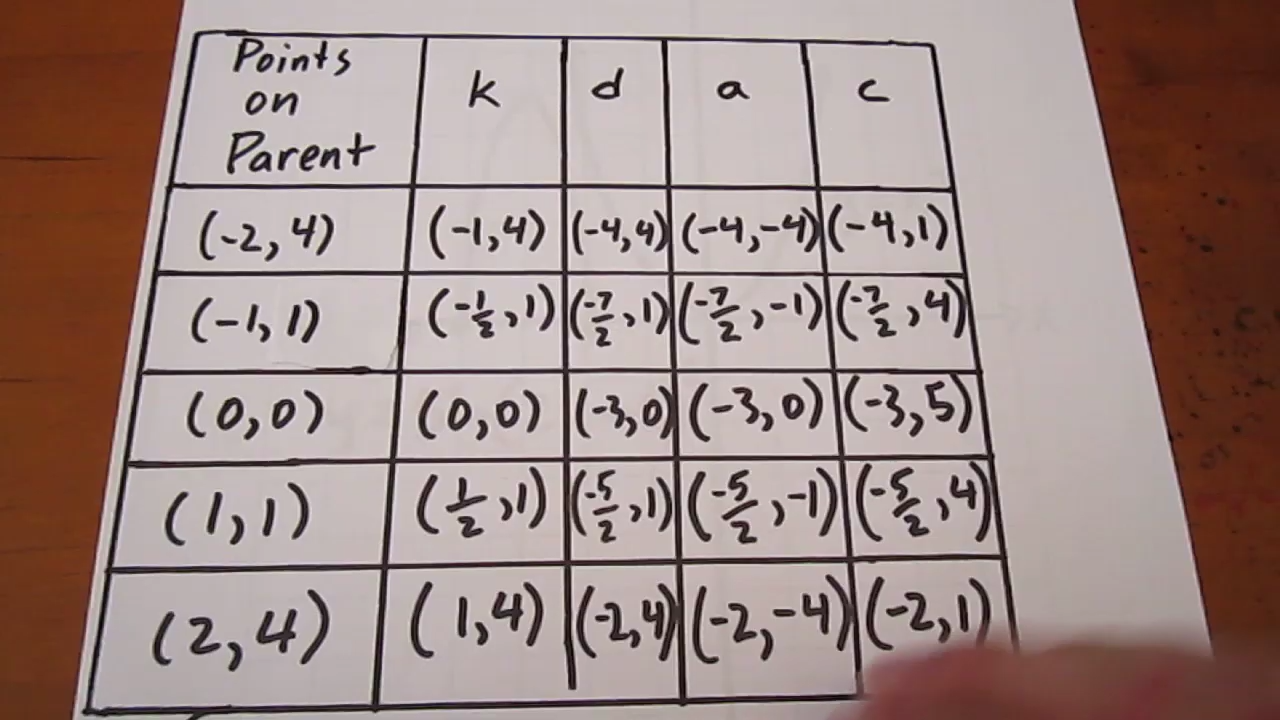 Points on Parent k d a c
(-2, 4) (-1, 4) (-4, 4) (-4, -4) (-4, 1)
(-1, 1) (-1/2, 1) (-7/2, 1) (-7/2, -1) (-7/2, 4)
(0, 0) (0, 0) (-3, 0) (-3, 0) (-3, 5)
(1, 1) (1/2, 1) (-5/2, 1) (-5/2, -1) (-5/2, 4)
(2, 4) (1, 4) (-2, 4) (-2, -4) (-2, 1)